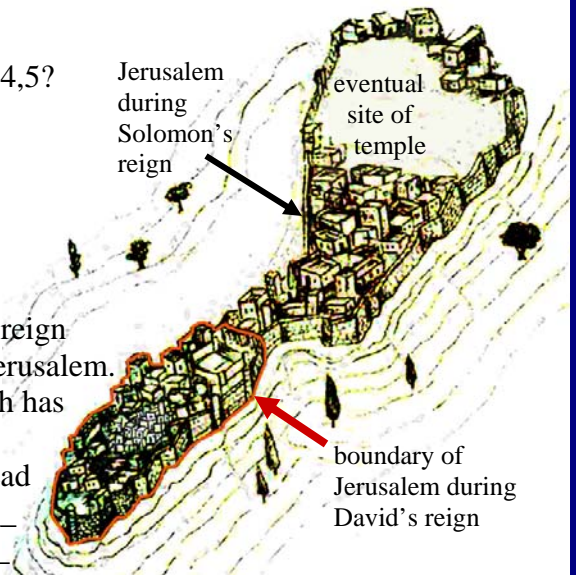 4,5?
Jerusalem
during
Solomon's
reign
eventual
site of
temple
reign
erusalem.
h has
ad
boundary of
Jerusalem during
David's reign